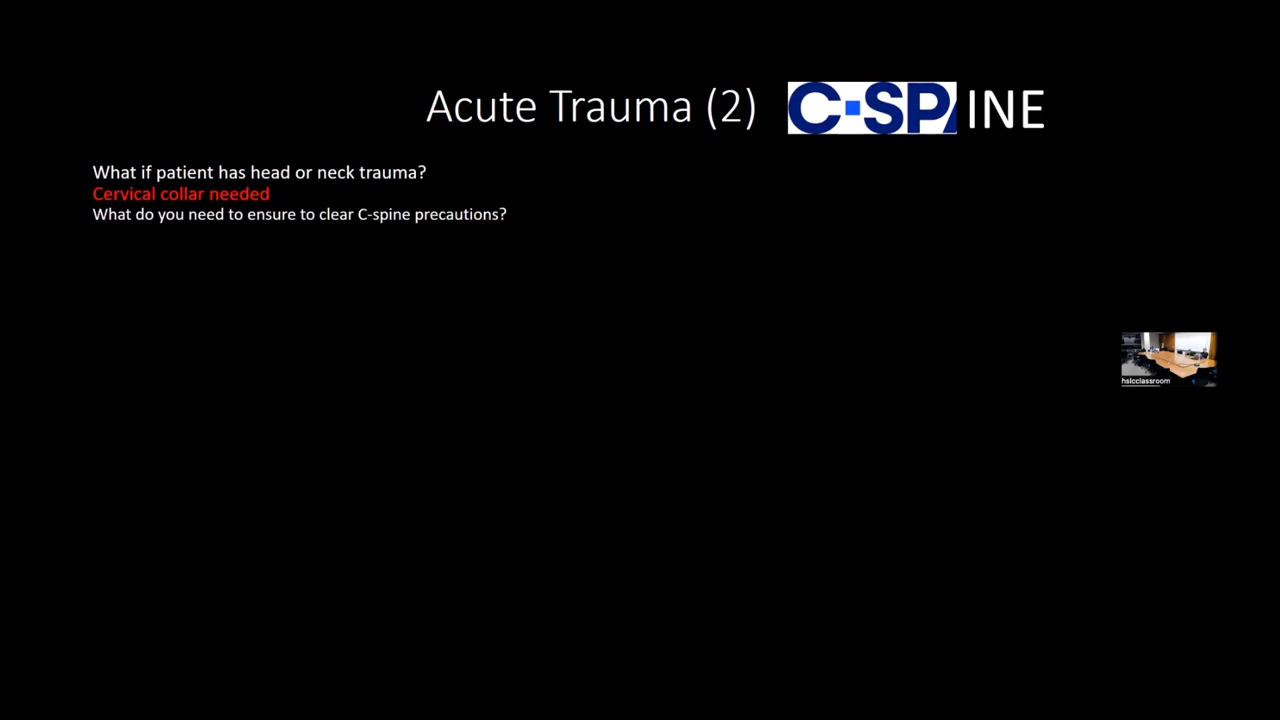 Acute Trauma (2) C-SPINE
What if patient has head or neck trauma?
Cervical collar needed
What do you need to ensure to clear C-spine precautions?
hslcclassroom